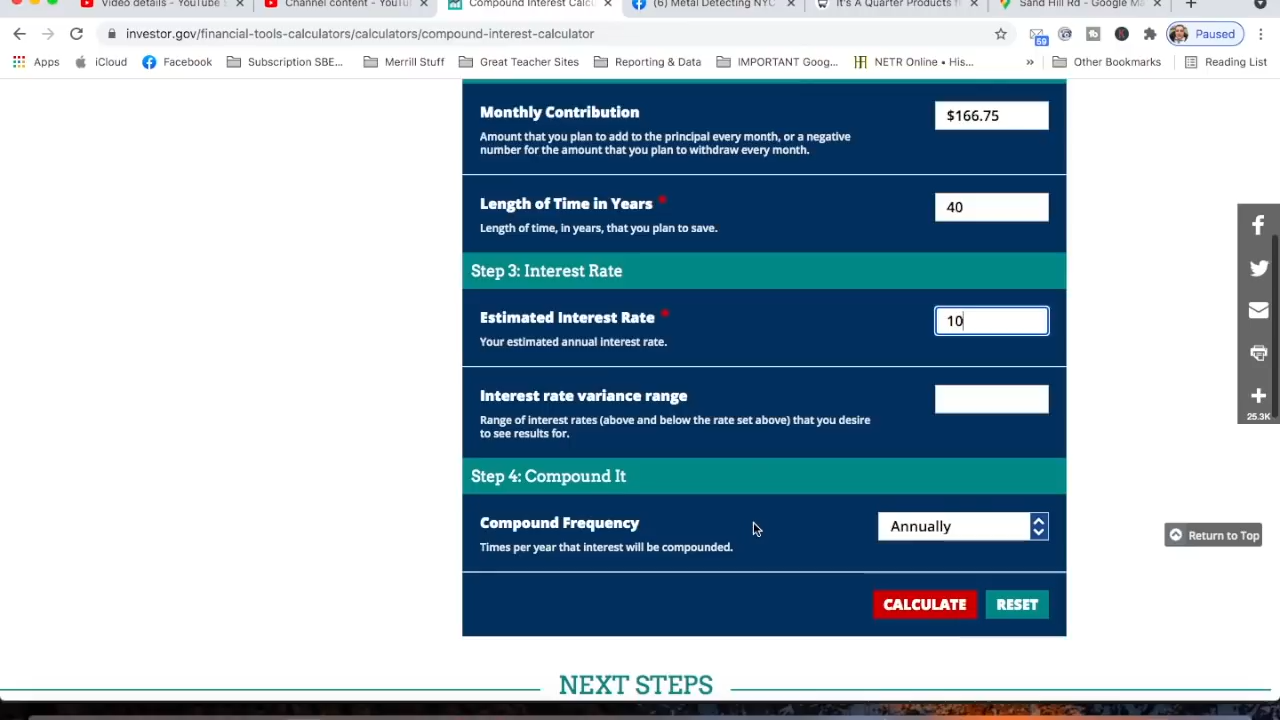 Video details - YouTube S
Channel content - YouTu
Compound Interest Calc
(6) Metal Detecting NYC
It's A Quarter Products f
Sand Hill Rd - Google Ma
investor.gov/financial-tools-calculators/calculators/compound-interest-calculator
59
Paused
Apps
iCloud
Facebook
Subscription SBE...
Merrill Stuff
Great Teacher Sites
Reporting & Data
IMPORTANT Goog...
NETR Online • His...
»
Other Bookmarks
Reading List
Monthly Contribution
$166.75
Amount that you plan to add to the principal every month, or a negative
number for the amount that you plan to withdraw every month.
Length of Time in Years *
40
Length of time, in years, that you plan to save.
Step 3: Interest Rate
Estimated Interest Rate *
10
Your estimated annual interest rate.
Interest rate variance range
Range of interest rates (above and below the rate set above) that you desire
to see results for.
Step 4: Compound It
Compound Frequency
Annually
Times per year that interest will be compounded.
CALCULATE
RESET
25.3K
Return to Top
NEXT STEPS